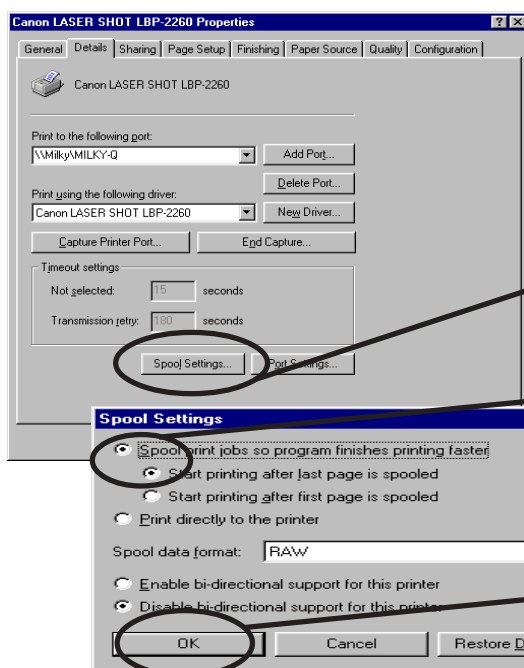 Canon LASER SHOT LBP-2260 Properties
General Details Sharing Page Setup Finishing Paper Source Quality Configuration
Canon LASER SHOT LBP-2260
Print to the following port:
\\Milky\MILKY-Q Add Port...
Delete Port...
Print using the following driver:
Canon LASER SHOT LBP-2260 New Driver...
Capture Printer Port... End Capture...
Timeout settings
Not selected: 15 seconds
Transmission retry: 180 seconds
Spool Settings... Port Settings...
Spool Settings
Spool print jobs so program finishes printing faster
Start printing after last page is spooled
Start printing after first page is spooled
Print directly to the printer
Spool data format: RAW
Enable bi-directional support for this printer
Disable bi-directional support for this printer
OK Cancel Restore D